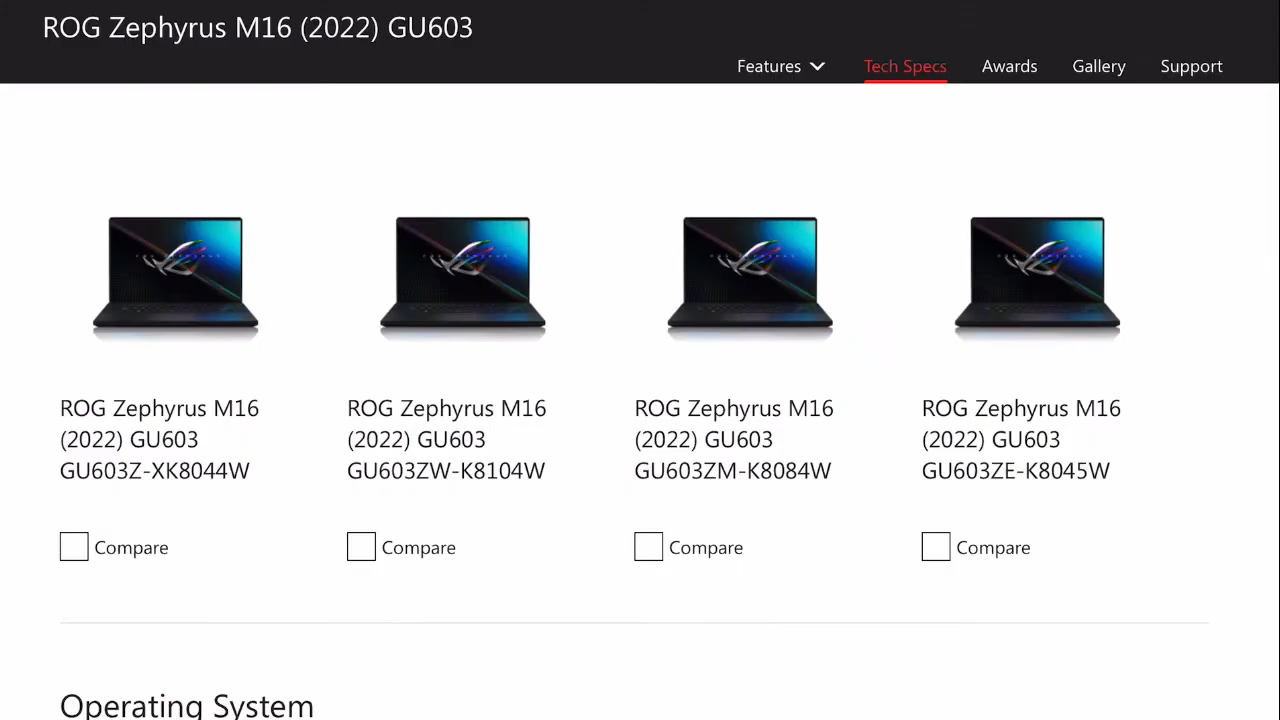 ROG Zephyrus M16 (2022) GU603
Features Tech Specs Awards Gallery Support
ROG Zephyrus M16
(2022) GU603
GU603Z-XK8044W
Compare
ROG Zephyrus M16
(2022) GU603
GU603ZW-K8104W
Compare
ROG Zephyrus M16
(2022) GU603
GU603ZM-K8084W
Compare
ROG Zephyrus M16
(2022) GU603
GU603ZE-K8045W
Compare
Operating System